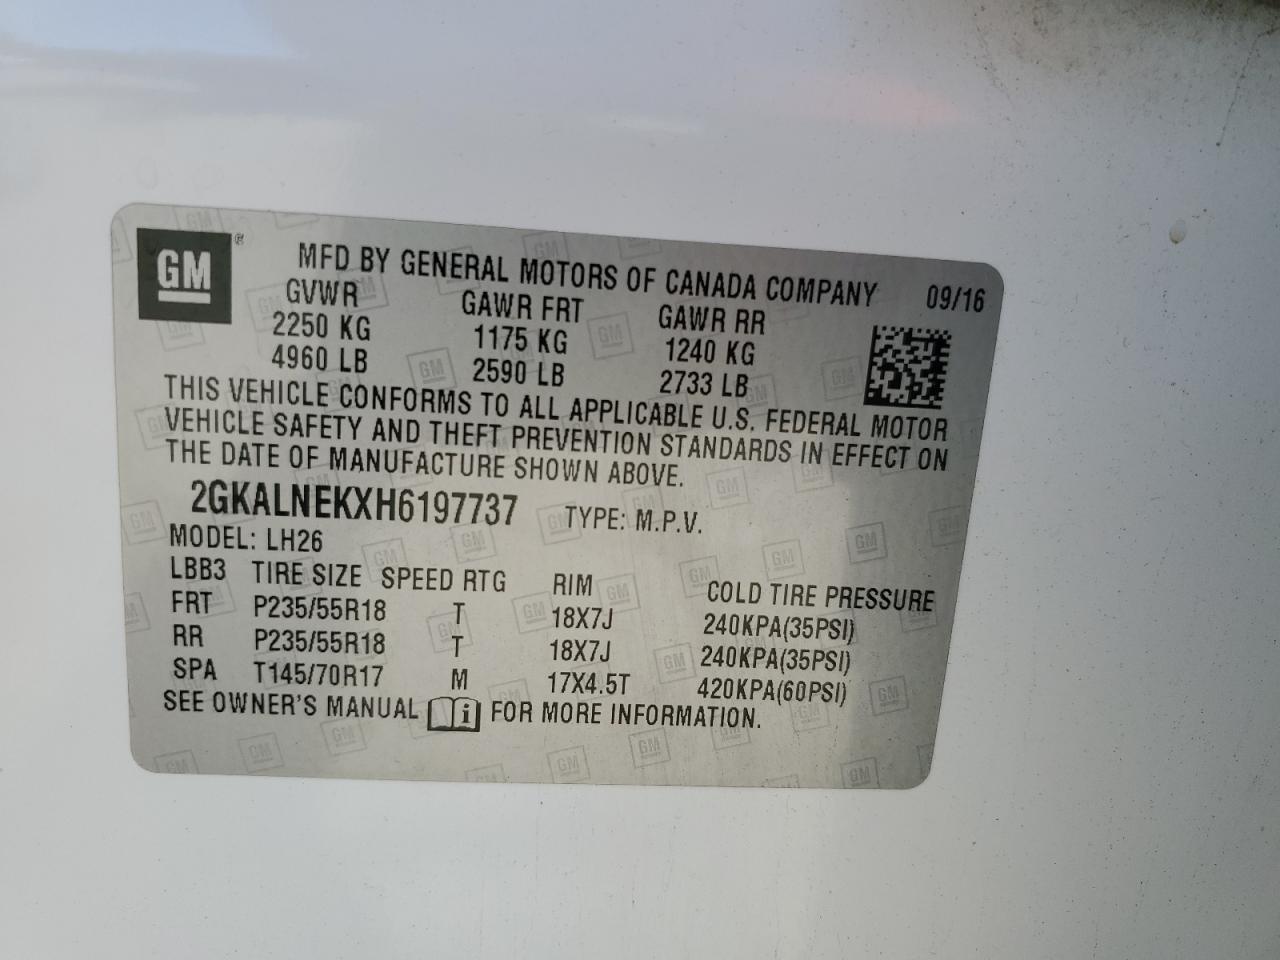 GM ®
MFD BY GENERAL MOTORS OF CANADA COMPANY 09/16
GVWR GAWR FRT GAWR RR
2250 KG 1175 KG 1240 KG
4960 LB 2590 LB 2733 LB
THIS VEHICLE CONFORMS TO ALL APPLICABLE U.S. FEDERAL MOTOR
VEHICLE SAFETY AND THEFT PREVENTION STANDARDS IN EFFECT ON
THE DATE OF MANUFACTURE SHOWN ABOVE.
2GKALNEKXH6197737 TYPE: M.P.V.
MODEL: LH26
LBB3 TIRE SIZE SPEED RTG RIM COLD TIRE PRESSURE
FRT P235/55R18 T 18X7J 240KPA(35PSI)
RR P235/55R18 T 18X7J 240KPA(35PSI)
SPA T145/70R17 M 17X4.5T 420KPA(60PSI)
SEE OWNER'S MANUAL i FOR MORE INFORMATION.